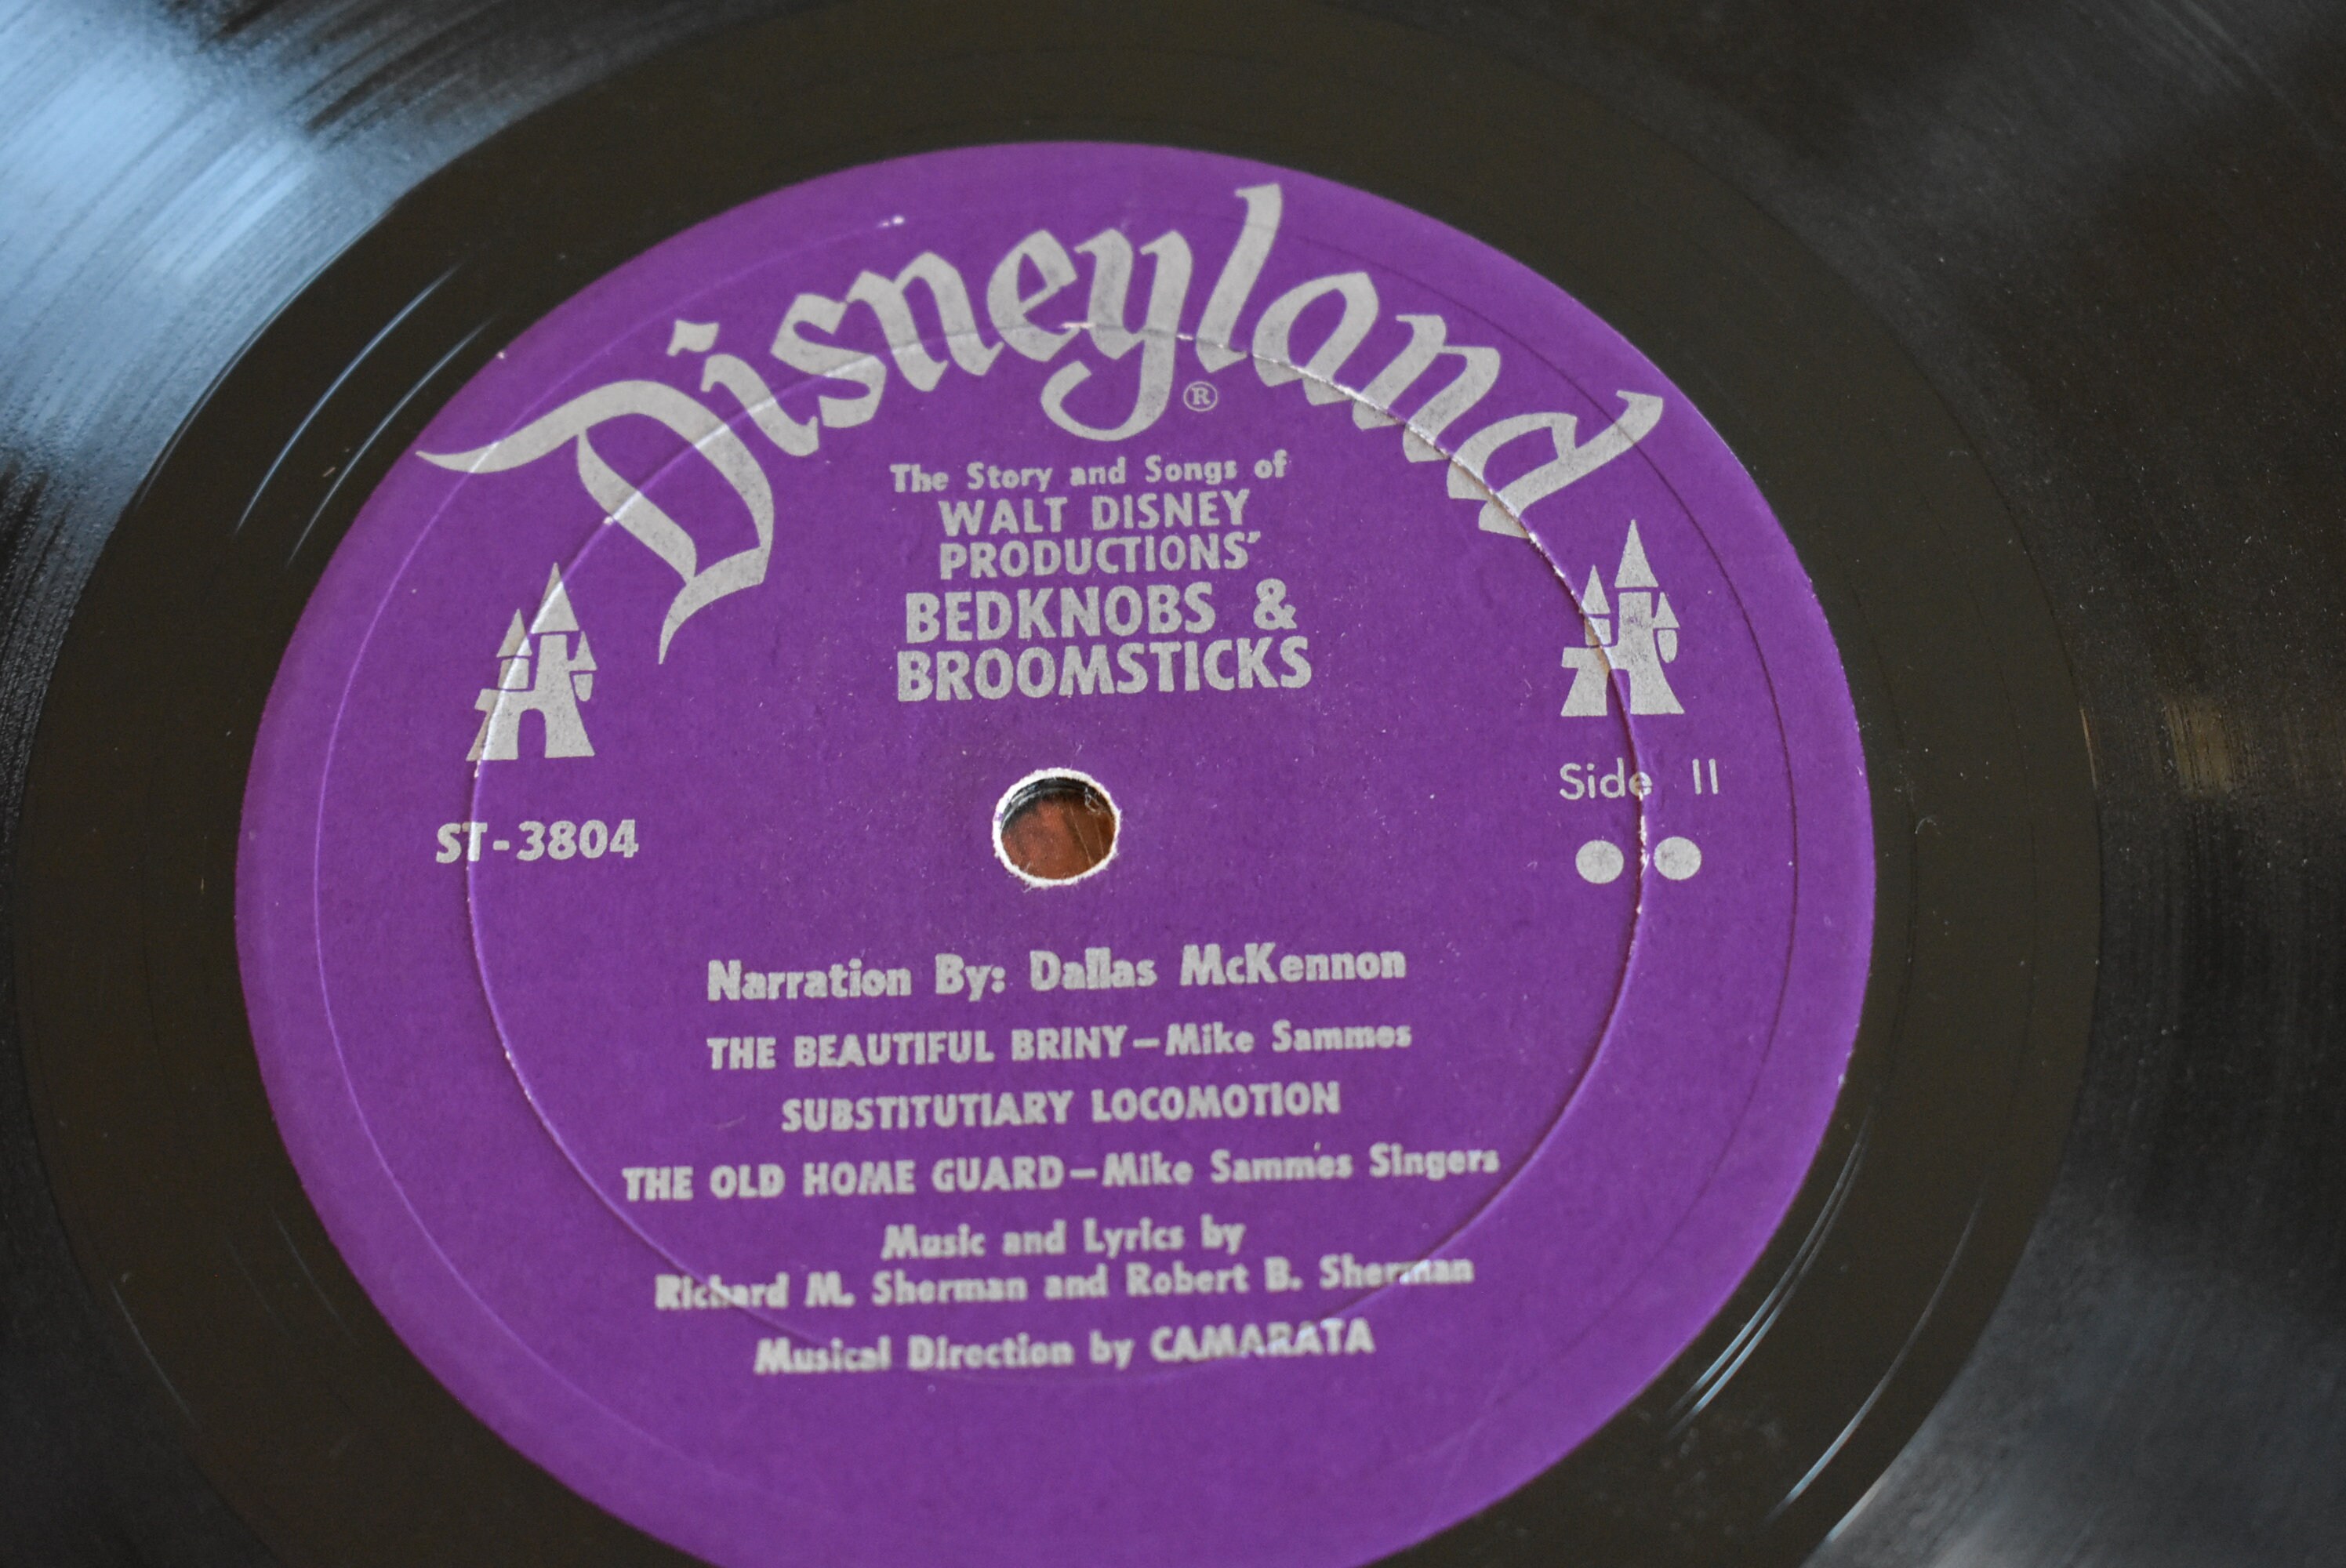 Disneyland
®
The Story and Songs of
WALT DISNEY
PRODUCTIONS'
BEDKNOBS &
BROOMSTICKS
ST-3804
Side II
Narration By: Dallas McKennon
THE BEAUTIFUL BRINY—Mike Sammes
SUBSTITUTIARY LOCOMOTION
THE OLD HOME GUARD—Mike Sammes Singers
Music and Lyrics by
Richard M. Sherman and Robert B. Sherman
Musical Direction by CAMARATA